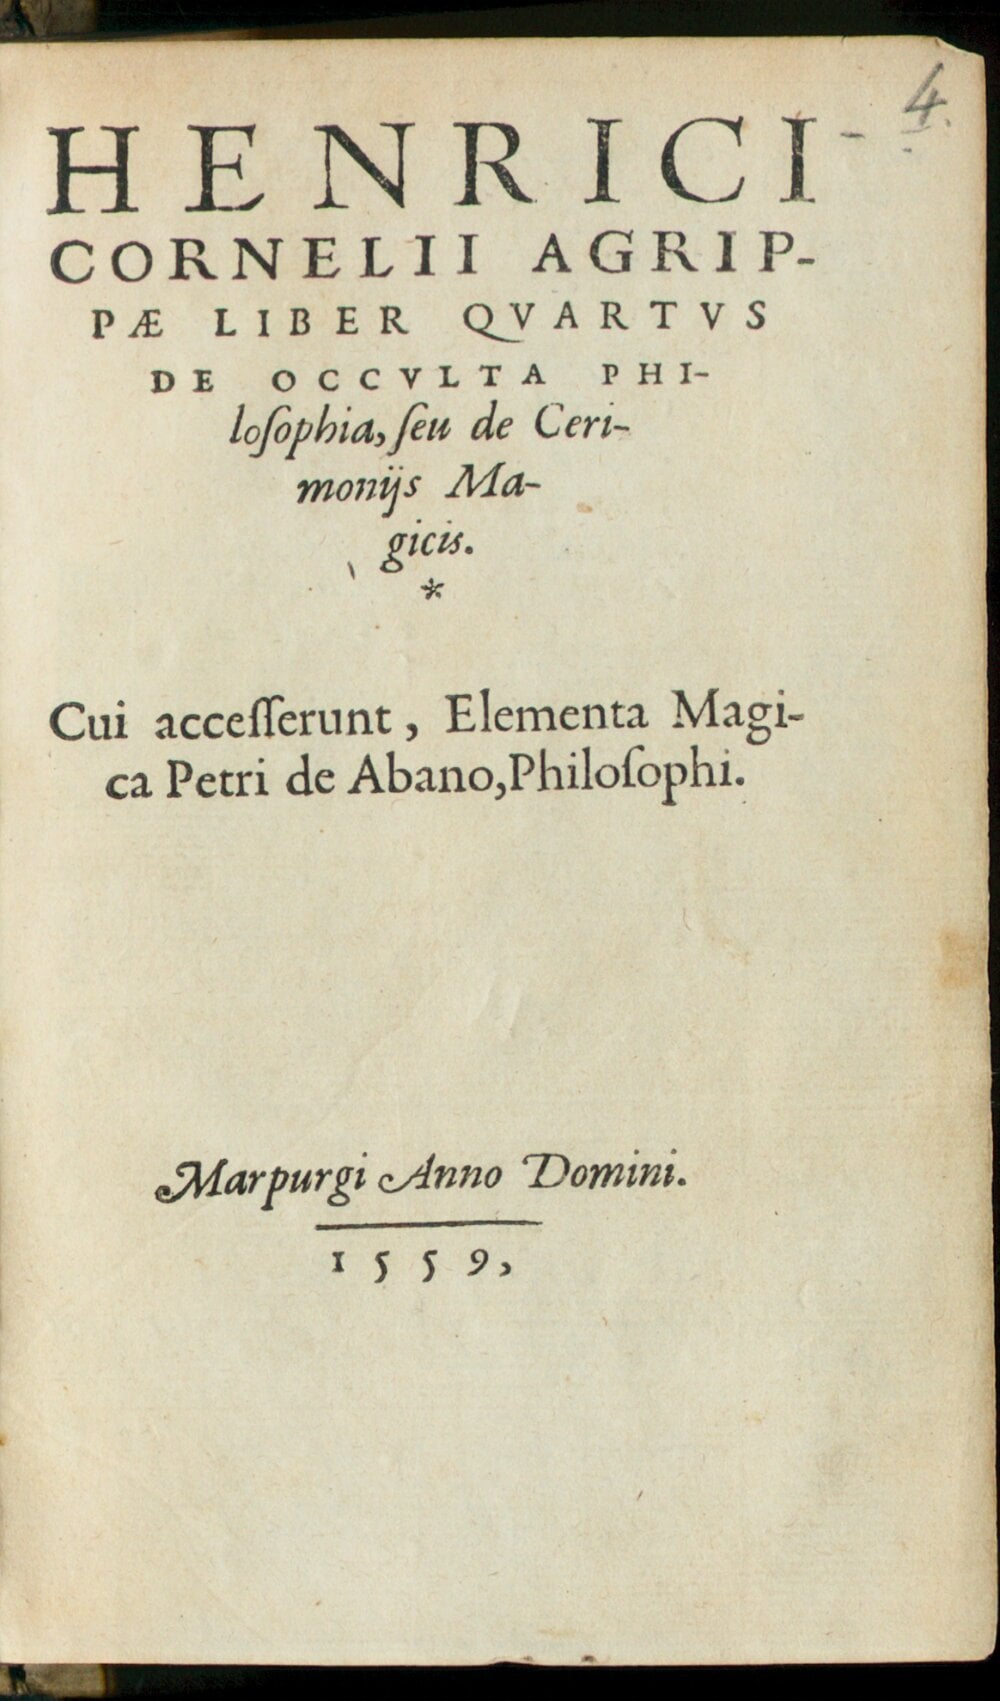 4.
HENRICI
CORNELII AGRIP-
PÆ LIBER QVARTVS
DE OCCVLTA PHI-
loſophia, ſeu de Ceri-
monijs Ma-
gicis.
*
Cui acceſſerunt, Elementa Magi-
ca Petri de Abano, Philoſophi.
Marpurgi Anno Domini.
1559,